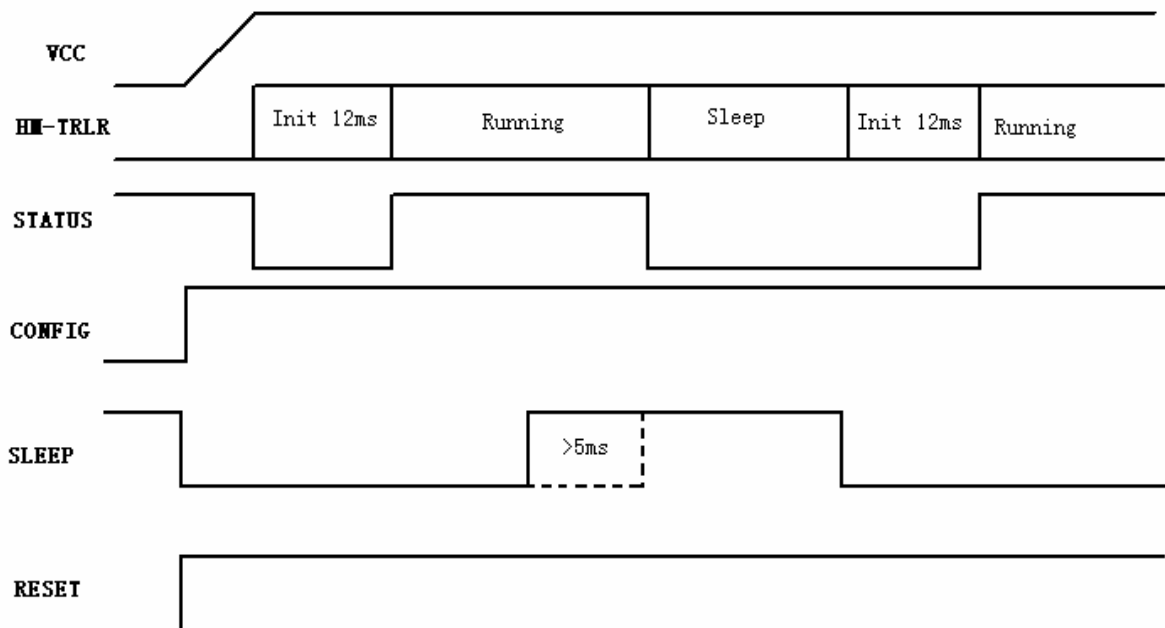 VCC
HM-TRLR
Init 12ms
Running
Sleep
Init 12ms
Running
STATUS
CONFIG
SLEEP
>5ms
RESET